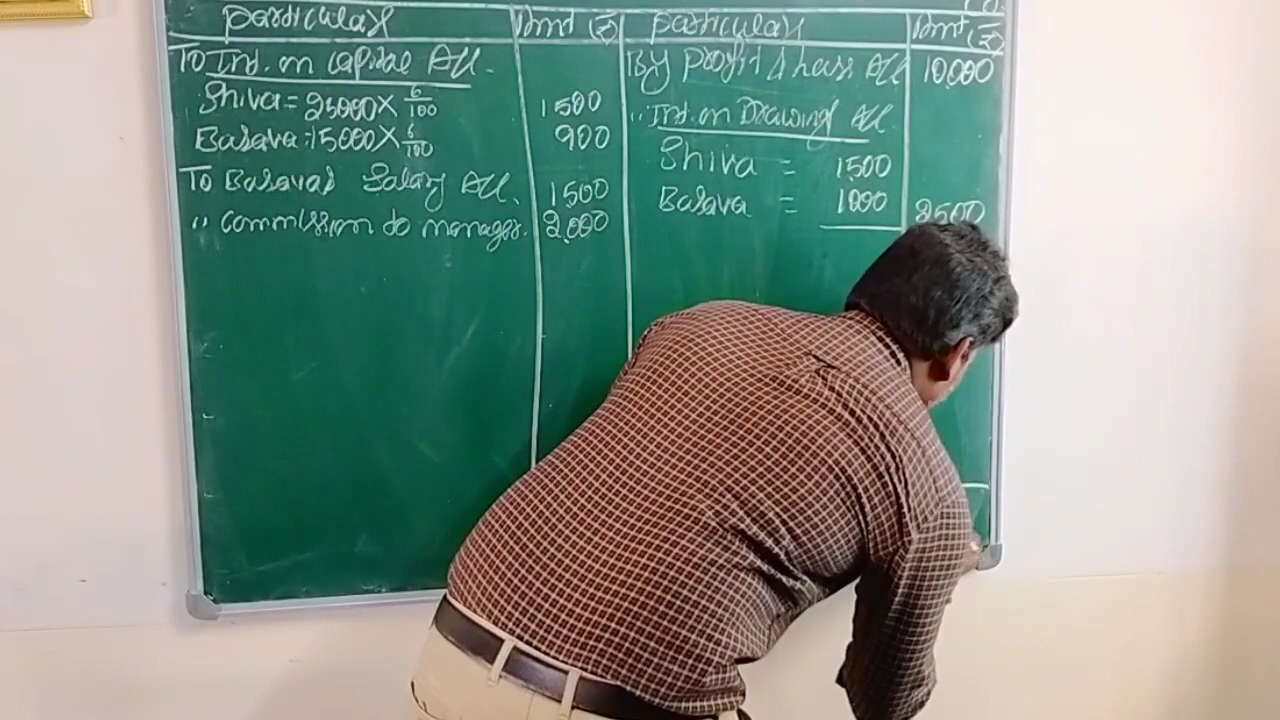 Particulars Amt (₹) Particulars Amt (₹)
To Int. on Capital A/c. By Profit & Loss A/c 10,000
Shiva = 25000 × 6/100 1500 " Int. on Drawing A/c
Basava = 15000 × 6/100 900 Shiva = 1500
To Basavas Salary A/c. 1500 Basava = 1000 2500
" Commission to manager. 2,000